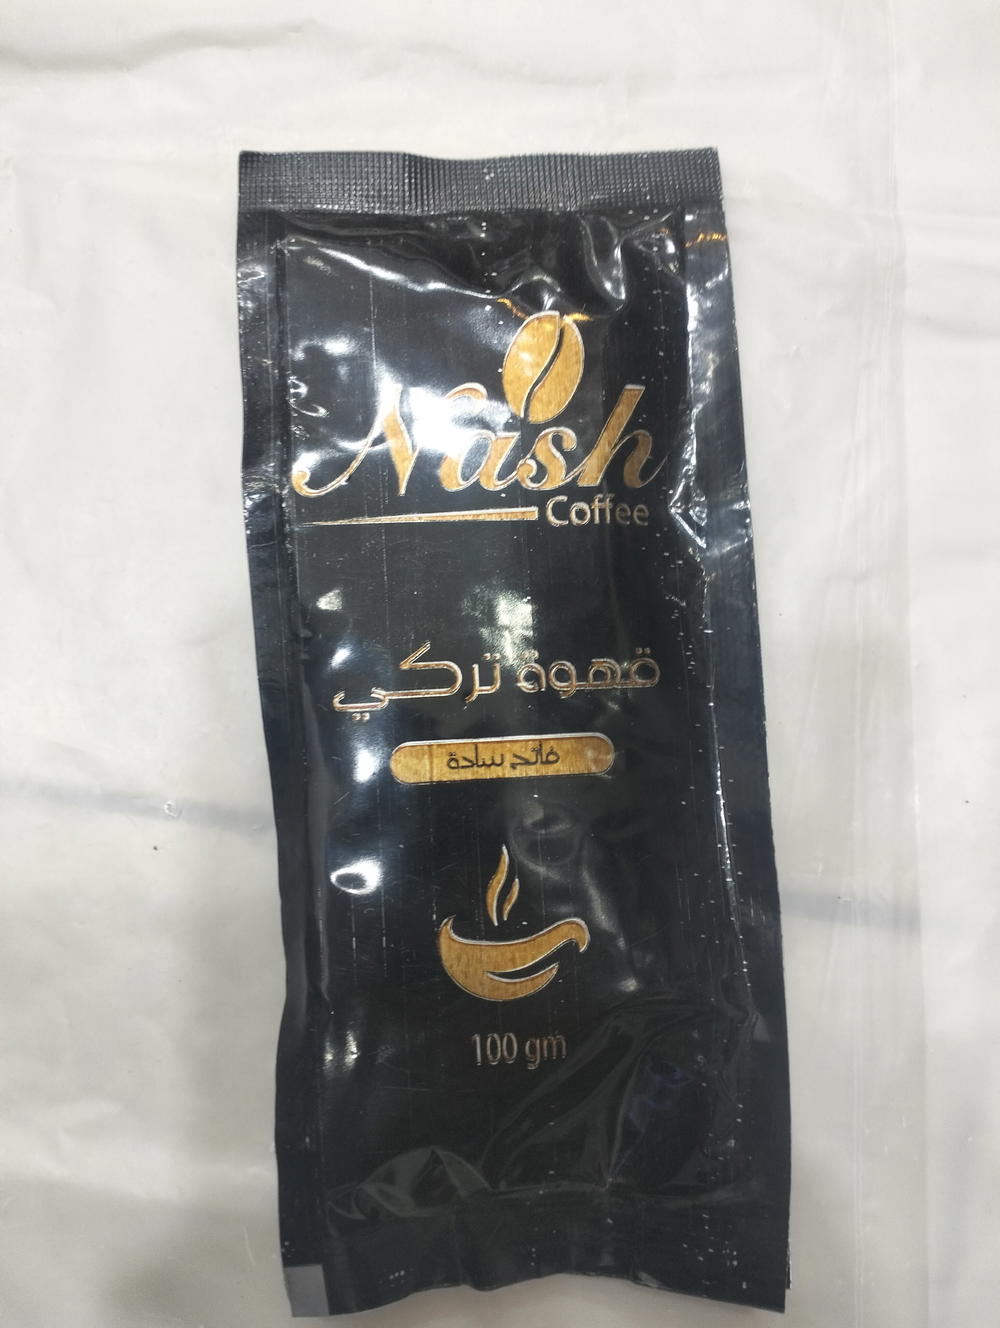 Nash
Coffee
قهوة تركي
فاتح سادة
100 gm